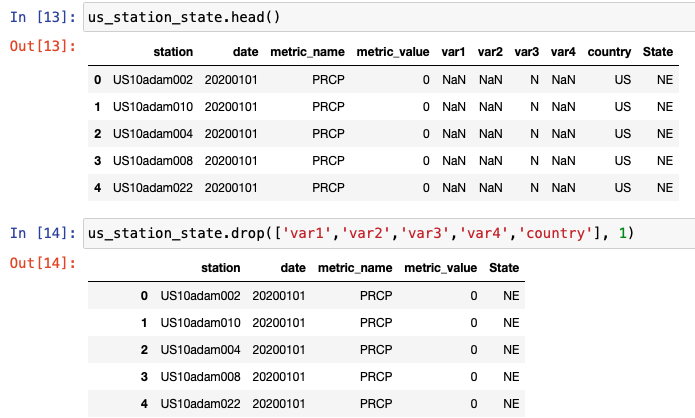 In [13]: us_station_state.head()
Out[13]:
station date metric_name metric_value var1 var2 var3 var4 country State
0 US10adam002 20200101 PRCP 0 NaN NaN N NaN US NE
1 US10adam010 20200101 PRCP 0 NaN NaN N NaN US NE
2 US10adam004 20200101 PRCP 0 NaN NaN N NaN US NE
3 US10adam008 20200101 PRCP 0 NaN NaN N NaN US NE
4 US10adam022 20200101 PRCP 0 NaN NaN N NaN US NE
In [14]: us_station_state.drop(['var1','var2','var3','var4','country'], 1)
Out[14]:
station date metric_name metric_value State
0 US10adam002 20200101 PRCP 0 NE
1 US10adam010 20200101 PRCP 0 NE
2 US10adam004 20200101 PRCP 0 NE
3 US10adam008 20200101 PRCP 0 NE
4 US10adam022 20200101 PRCP 0 NE